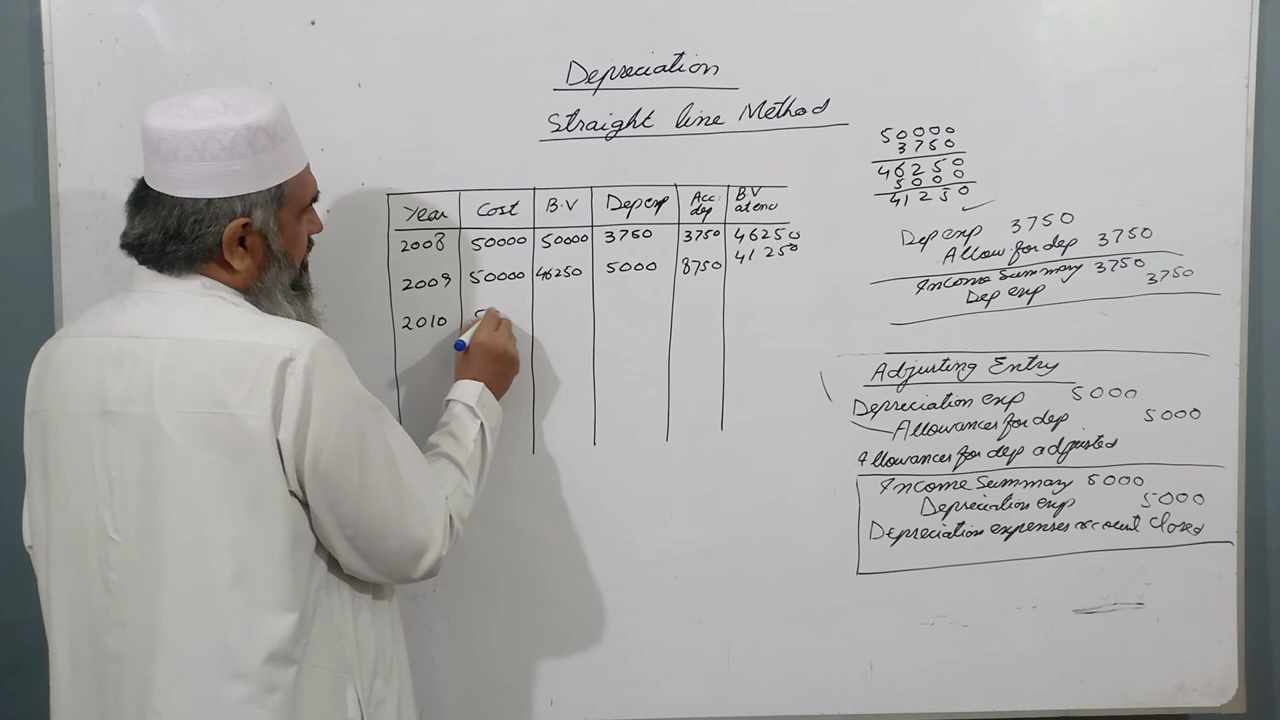 Depreciation
Straight line Method
Year Cost B.V Dep exp Acc. dep B.V at end
2008 50000 50000 3750 3750 46250
2009 50000 46250 5000 8750 41250
2010 5
50000
3750
46250
5000
41250
Dep exp 3750
Allow for dep 3750
Income Summary 3750
Dep exp 3750
Adjusting Entry
Depreciation exp 5000
Allowances for dep 5000
Allowances for dep adjusted
Income Summary 5000
Depreciation exp 5000
Depreciation expenses account Closed